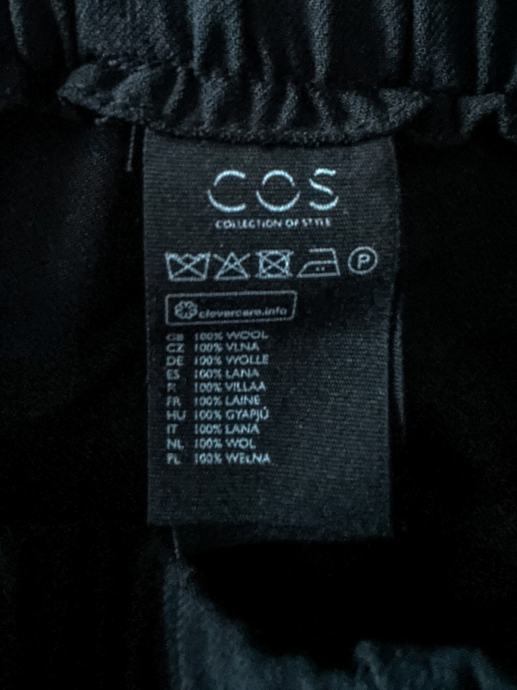 COS
COLLECTION OF STYLE
P
clevercare.info
GB 100% WOOL
CZ 100% VLNA
DE 100% WOLLE
ES 100% LANA
FI 100% VILLAA
FR 100% LAINE
HU 100% GYAPJÚ
IT 100% LANA
NL 100% WOL
PL 100% WEŁNA